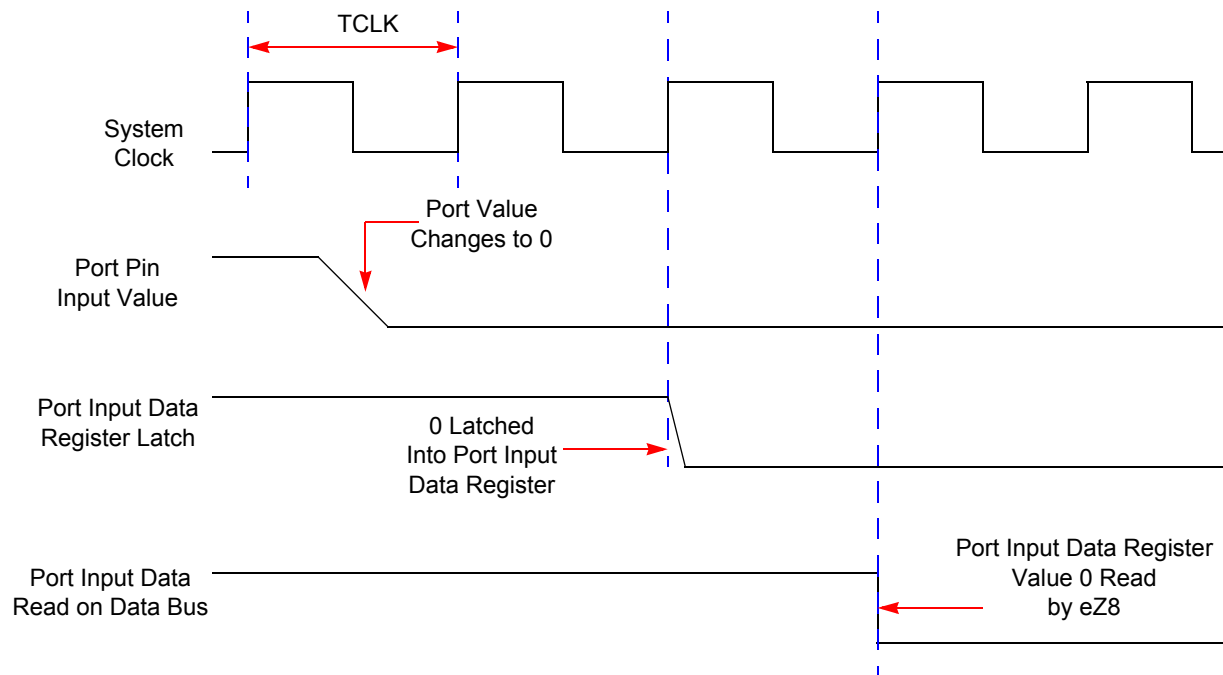 TCLK
System
Clock
Port Value
Changes to 0
Port Pin
Input Value
Port Input Data
Register Latch
0 Latched
Into Port Input
Data Register
Port Input Data
Read on Data Bus
Port Input Data Register
Value 0 Read
by eZ8